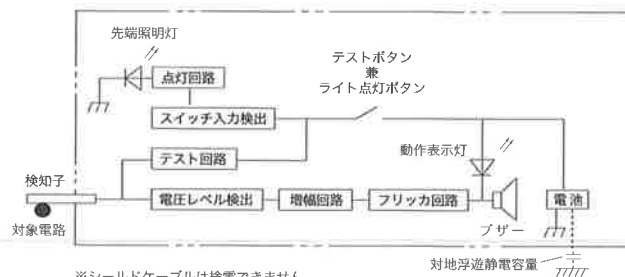 先端照明灯
点灯回路
テストボタン
兼
ライト点灯ボタン
スイッチ入力検出
動作表示灯
テスト回路
検知子
電圧レベル検出
増幅回路
フリッカ回路
電池
対象電路
ブザー
対地浮遊静電容量
※シールドケーブルは検電できません